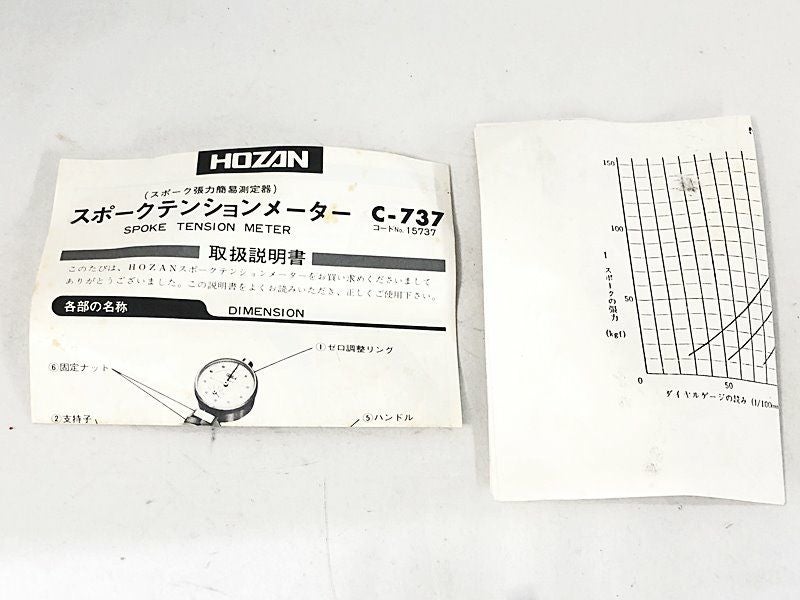 HOZAN
(スポーク張力簡易測定器)
スポークテンションメーター C-737
SPOKE TENSION METER コードNo. 15737
取扱説明書
このたびは、HOZANスポークテンションメーターをお買い求めくださいまして
ありがとうございました。この説明書をよくお読みいただき、正しくご使用下さい。
各部の名称 DIMENSION
①ゼロ調整リング
⑥固定ナット
②支持子 ⑤ハンドル
150
100
スポークの張力
50
(kgf)
0 50
ダイヤルゲージの読み (1/100mm